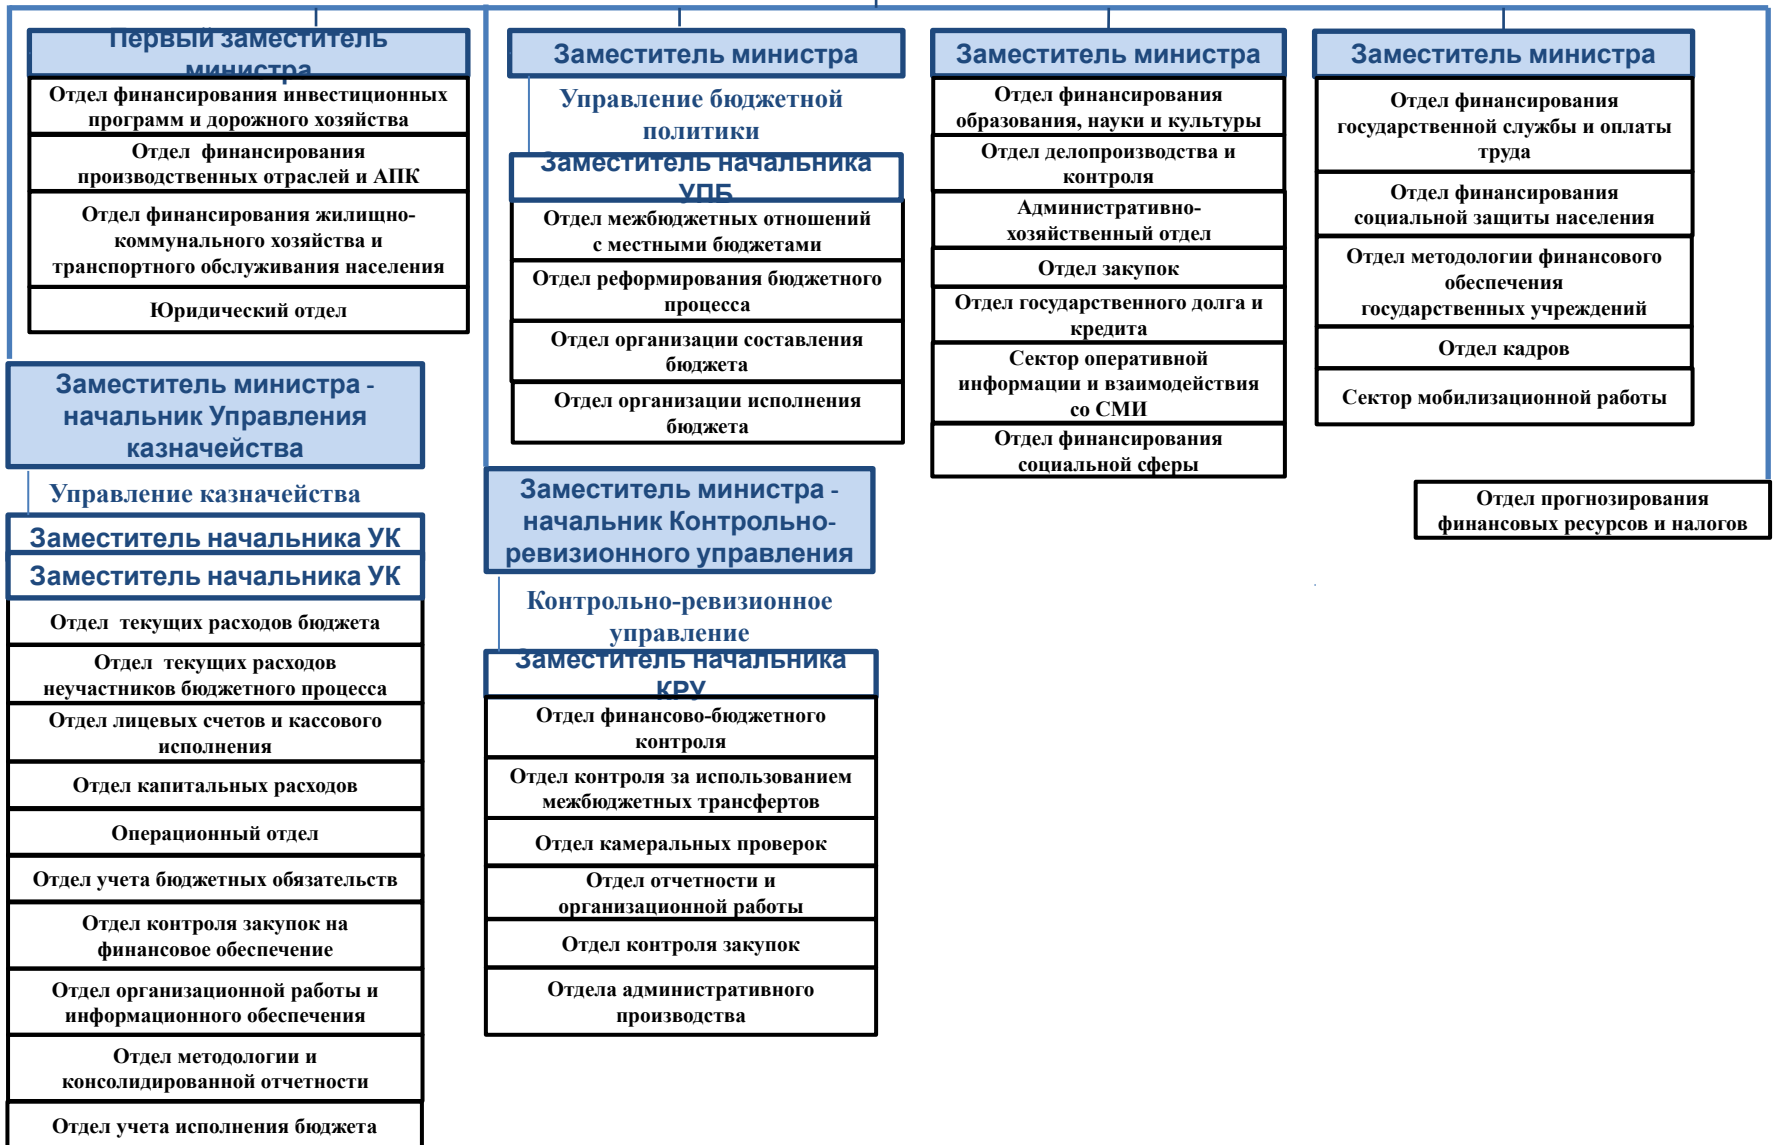 Первый заместитель
министра
Отдел финансирования инвестиционных
программ и дорожного хозяйства
Отдел финансирования
производственных отраслей и АПК
Отдел финансирования жилищно-
коммунального хозяйства и
транспортного обслуживания населения
Юридический отдел
Заместитель министра -
начальник Управления
казначейства
Управление казначейства
Заместитель начальника УК
Заместитель начальника УК
Отдел текущих расходов бюджета
Отдел текущих расходов
неучастников бюджетного процесса
Отдел лицевых счетов и кассового
исполнения
Отдел капитальных расходов
Операционный отдел
Отдел учета бюджетных обязательств
Отдел контроля закупок на
финансовое обеспечение
Отдел организационной работы и
информационного обеспечения
Отдел методологии и
консолидированной отчетности
Отдел учета исполнения бюджета
Заместитель министра
Управление бюджетной
политики
Заместитель начальника
УПБ
Отдел межбюджетных отношений
с местными бюджетами
Отдел реформирования бюджетного
процесса
Отдел организации составления
бюджета
Отдел организации исполнения
бюджета
Заместитель министра -
начальник Контрольно-
ревизионного управления
Контрольно-ревизионное
управление
Заместитель начальника
КРУ
Отдел финансово-бюджетного
контроля
Отдел контроля за использованием
межбюджетных трансфертов
Отдел камеральных проверок
Отдел отчетности и
организационной работы
Отдел контроля закупок
Отдела административного
производства
Заместитель министра
Отдел финансирования
образования, науки и культуры
Отдел делопроизводства и
контроля
Административно-
хозяйственный отдел
Отдел закупок
Отдел государственного долга и
кредита
Сектор оперативной
информации и взаимодействия
со СМИ
Отдел финансирования
социальной сферы
Заместитель министра
Отдел финансирования
государственной службы и оплаты
труда
Отдел финансирования
социальной защиты населения
Отдел методологии финансового
обеспечения
государственных учреждений
Отдел кадров
Сектор мобилизационной работы
Отдел прогнозирования
финансовых ресурсов и налогов